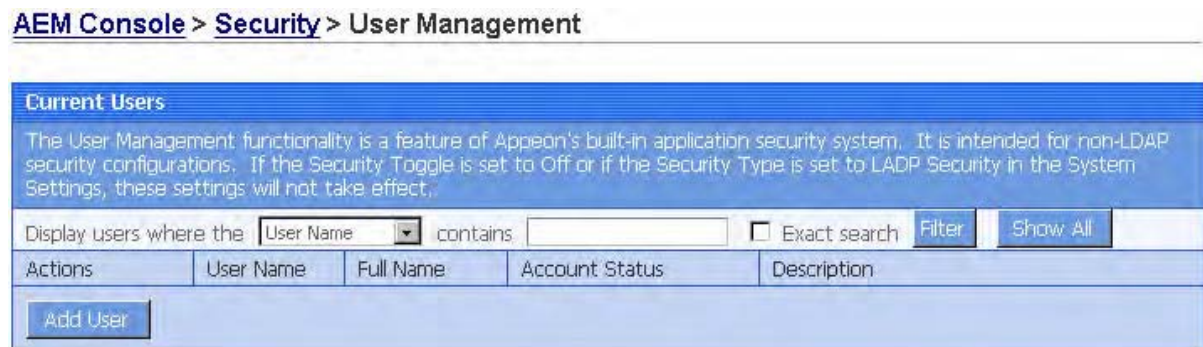 AEM Console > Security > User Management
Current Users
The User Management functionality is a feature of Appeon's built-in application security system. It is intended for non-LDAP
security configurations. If the Security Toggle is set to Off or if the Security Type is set to LADP Security in the System
Settings, these settings will not take effect.
Display users where the User Name contains Exact search Filter Show All
Actions User Name Full Name Account Status Description
Add User